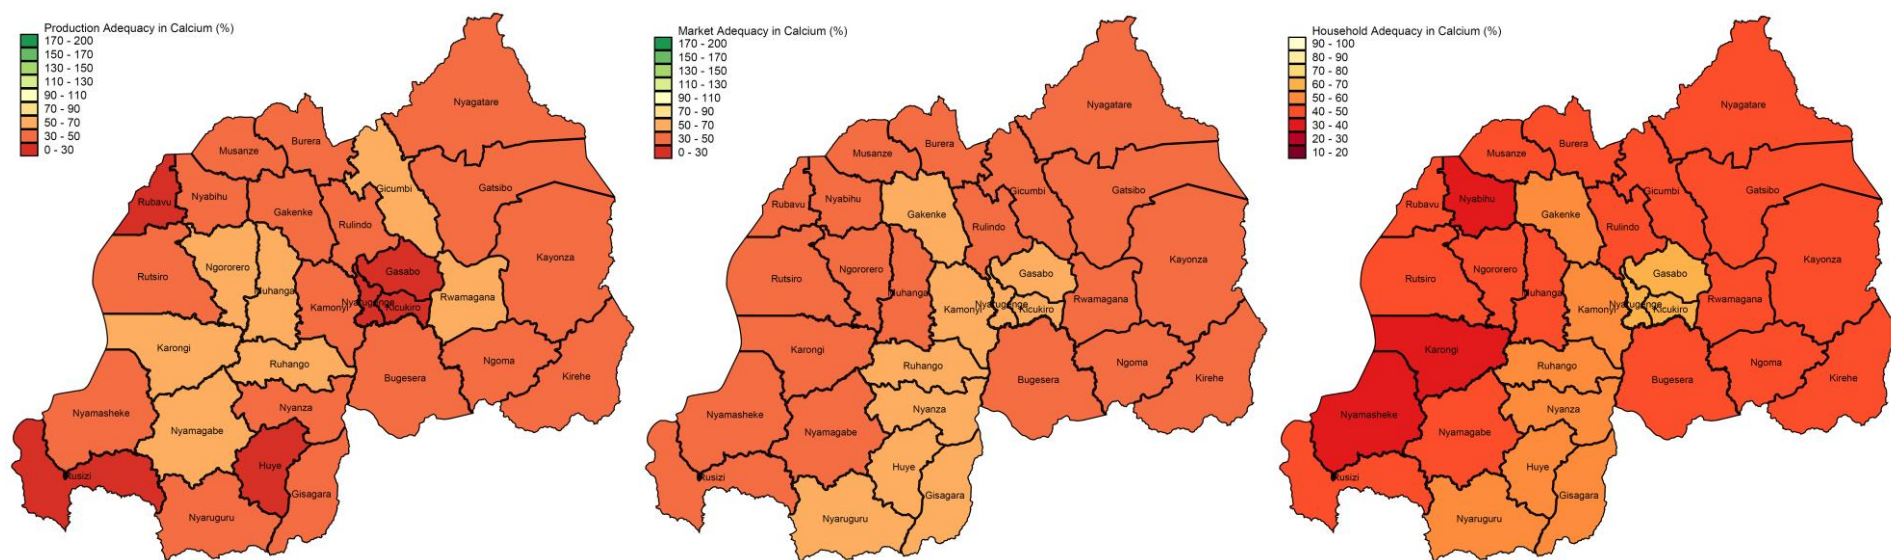 Production Adequacy in Calcium (%)
170 - 200
150 - 170
130 - 150
110 - 130
90 - 110
70 - 90
50 - 70
30 - 50
0 - 30
Nyagatare
Burera
Musanze
Gicumbi
Gatsibo
Rubavu
Nyabihu
Gakenke
Rulindo
Kayonza
Rutsiro
Ngororero
Muhanga
Gasabo
Kamonyi
Nyarugenge
Kicukiro
Rwamagana
Karongi
Ruhango
Bugesera
Ngoma
Kirehe
Nyamasheke
Nyamagabe
Nyanza
Huye
Rusizi
Gisagara
Nyaruguru
Market Adequacy in Calcium (%)
170 - 200
150 - 170
130 - 150
110 - 130
90 - 110
70 - 90
50 - 70
30 - 50
0 - 30
Nyagatare
Burera
Musanze
Gicumbi
Gatsibo
Rubavu
Nyabihu
Gakenke
Rulindo
Kayonza
Rutsiro
Ngororero
Muhanga
Gasabo
Kamonyi
Nyarugenge
Kicukiro
Rwamagana
Karongi
Ruhango
Bugesera
Ngoma
Kirehe
Nyamasheke
Nyamagabe
Nyanza
Huye
Rusizi
Gisagara
Nyaruguru
Household Adequacy in Calcium (%)
90 - 100
80 - 90
70 - 80
60 - 70
50 - 60
40 - 50
30 - 40
20 - 30
10 - 20
Nyagatare
Burera
Musanze
Gicumbi
Gatsibo
Rubavu
Nyabihu
Gakenke
Rulindo
Kayonza
Rutsiro
Ngororero
Muhanga
Gasabo
Kamonyi
Nyarugenge
Kicukiro
Rwamagana
Karongi
Ruhango
Bugesera
Ngoma
Kirehe
Nyamasheke
Nyamagabe
Nyanza
Huye
Rusizi
Gisagara
Nyaruguru